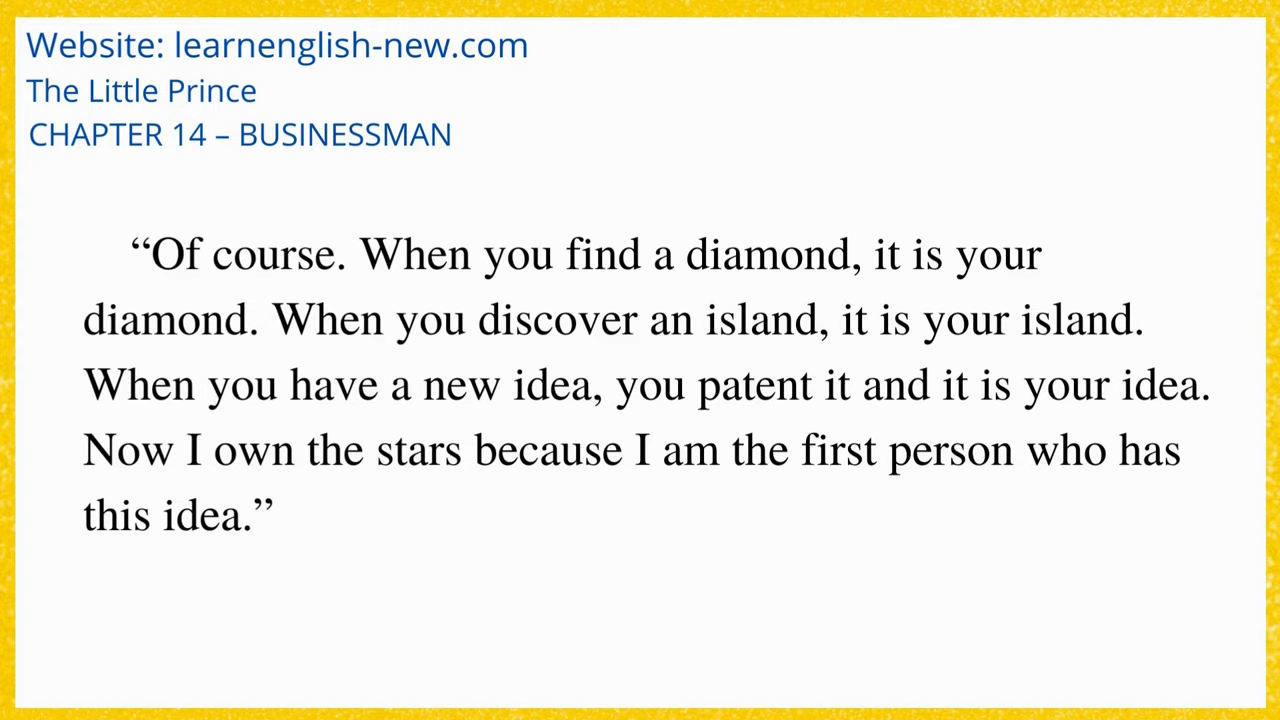 Website: learnenglish-new.com
The Little Prince
CHAPTER 14 – BUSINESSMAN
“Of course. When you find a diamond, it is your
diamond. When you discover an island, it is your island.
When you have a new idea, you patent it and it is your idea.
Now I own the stars because I am the first person who has
this idea.”